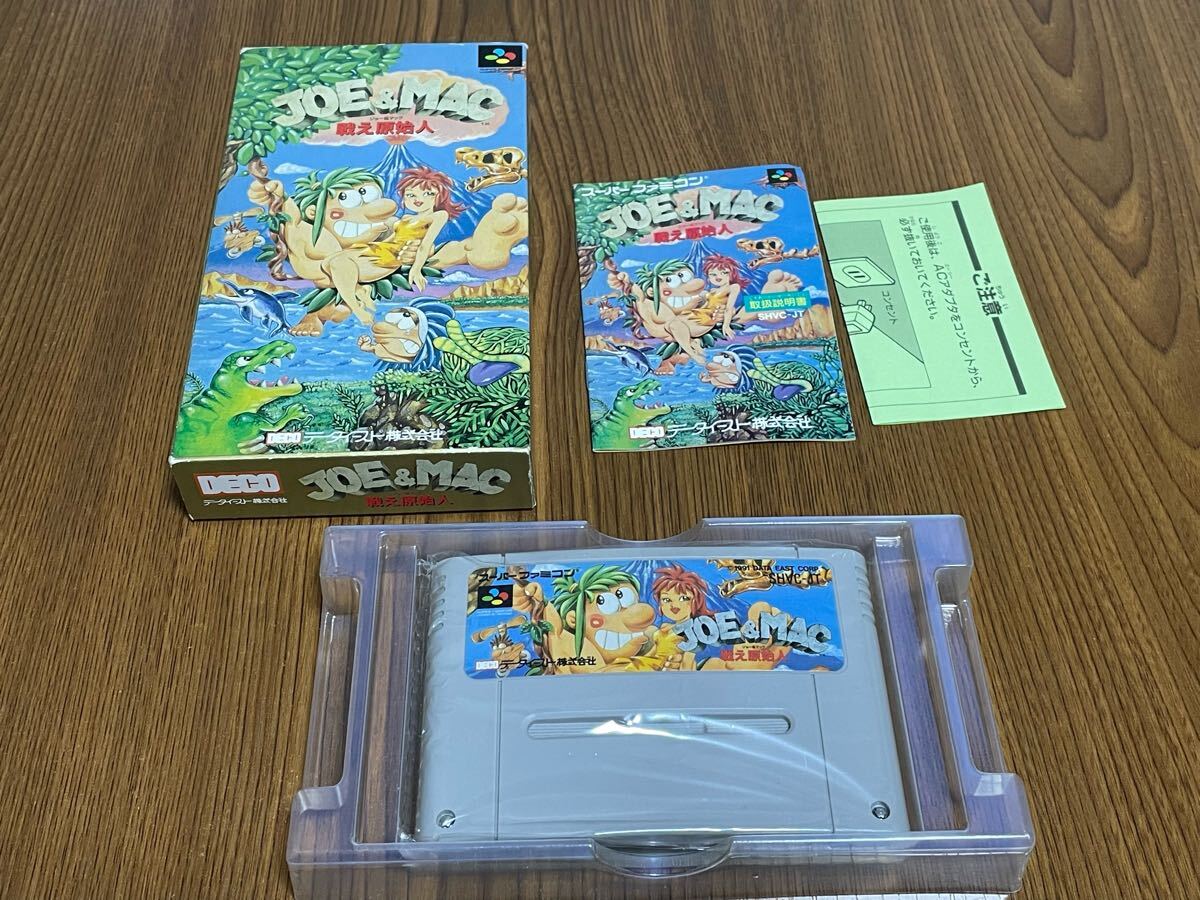 JOE & MAC
ジョー&マック
戦え原始人
TM
DECO データイースト株式会社
DECO
データイースト株式会社
JOE & MAC
戦え原始人
スーパーファミコン
JOE & MAC
戦え原始人
取扱説明書
SHVC-JT
DECO データイースト株式会社
ご注意
ご使用後は、ACアダプタをコンセントから、
必ず抜いておいてください。
コンセント
スーパーファミコン
©1991 DATA EAST CORP.
SHVC-JT
JOE & MAC
ジョー&マック
戦え原始人
DECO データイースト株式会社